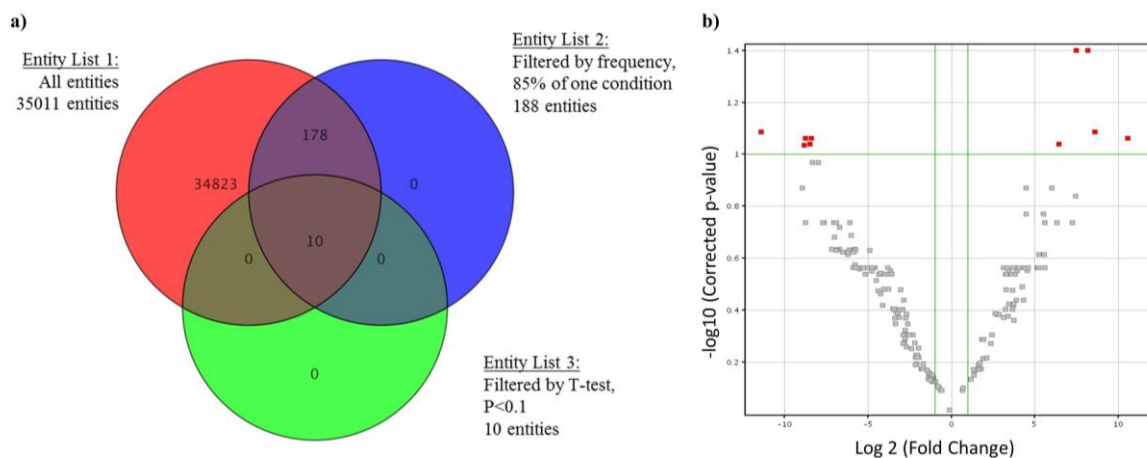 a)
Entity List 1:
All entities
35011 entities
Entity List 2:
Filtered by frequency,
85% of one condition
188 entities
178
34823
0
10
0
0
0
Entity List 3:
Filtered by T-test,
P<0.1
10 entities
b)
-log10 (Corrected p-value)
1.4
1.2
1
0.8
0.6
0.4
0.2
-10
-5
0
5
10
Log 2 (Fold Change)